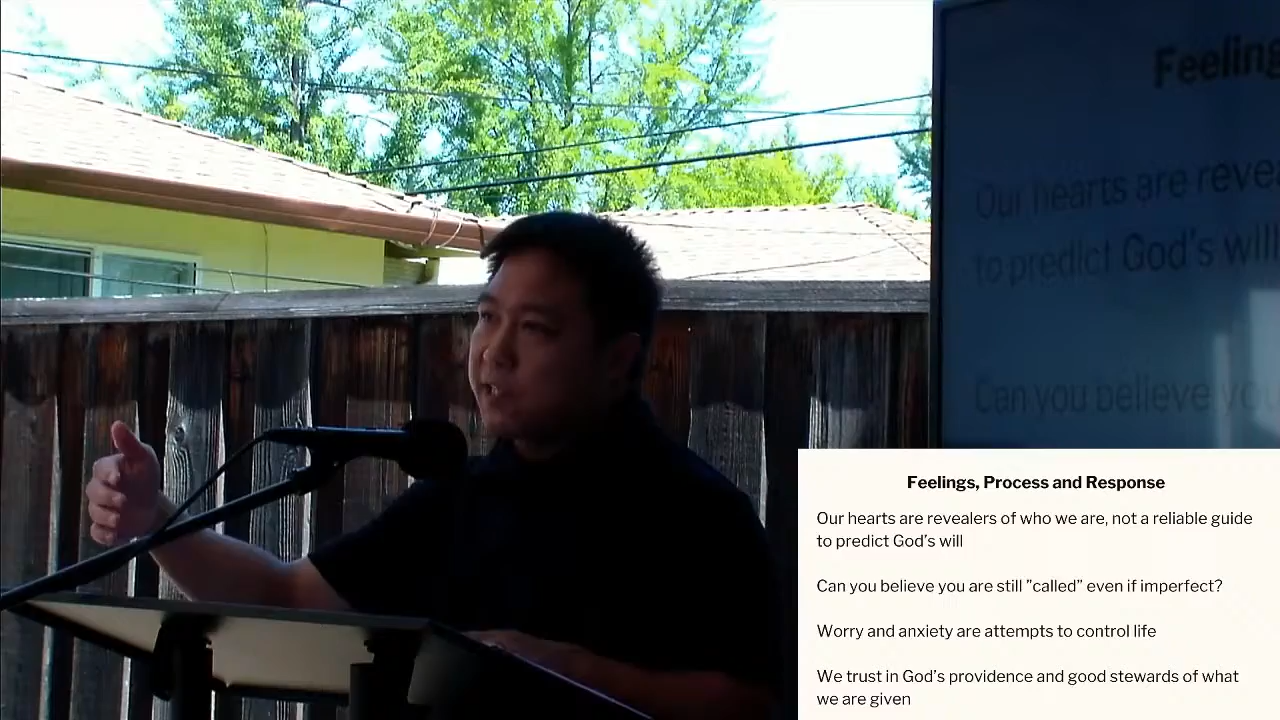 Feeling
Our hearts are reve
to predict God's will
Can you believe you
Feelings, Process and Response
Our hearts are revealers of who we are, not a reliable guide
to predict God's will
Can you believe you are still "called" even if imperfect?
Worry and anxiety are attempts to control life
We trust in God's providence and good stewards of what
we are given